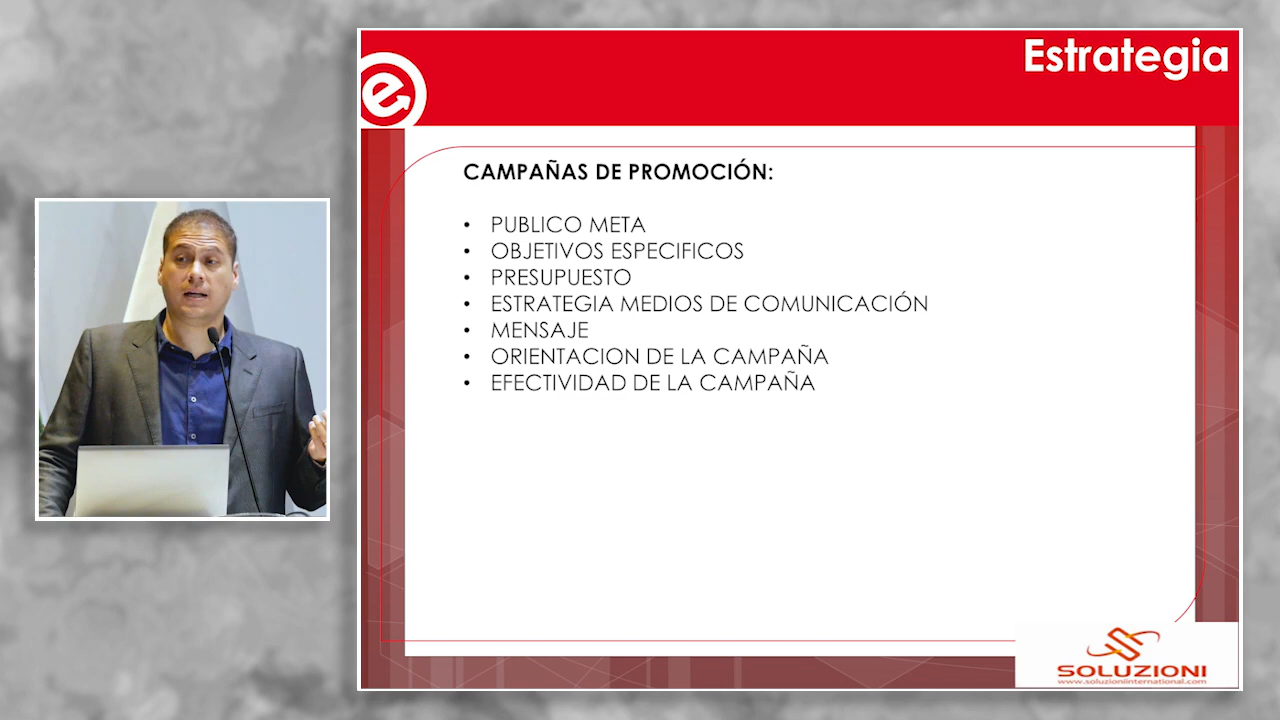 Estrategia
e
CAMPAÑAS DE PROMOCIÓN:
• PUBLICO META
• OBJETIVOS ESPECIFICOS
• PRESUPUESTO
• ESTRATEGIA MEDIOS DE COMUNICACIÓN
• MENSAJE
• ORIENTACION DE LA CAMPAÑA
• EFECTIVIDAD DE LA CAMPAÑA
SOLUZIONI
www.soluzioniinternational.com